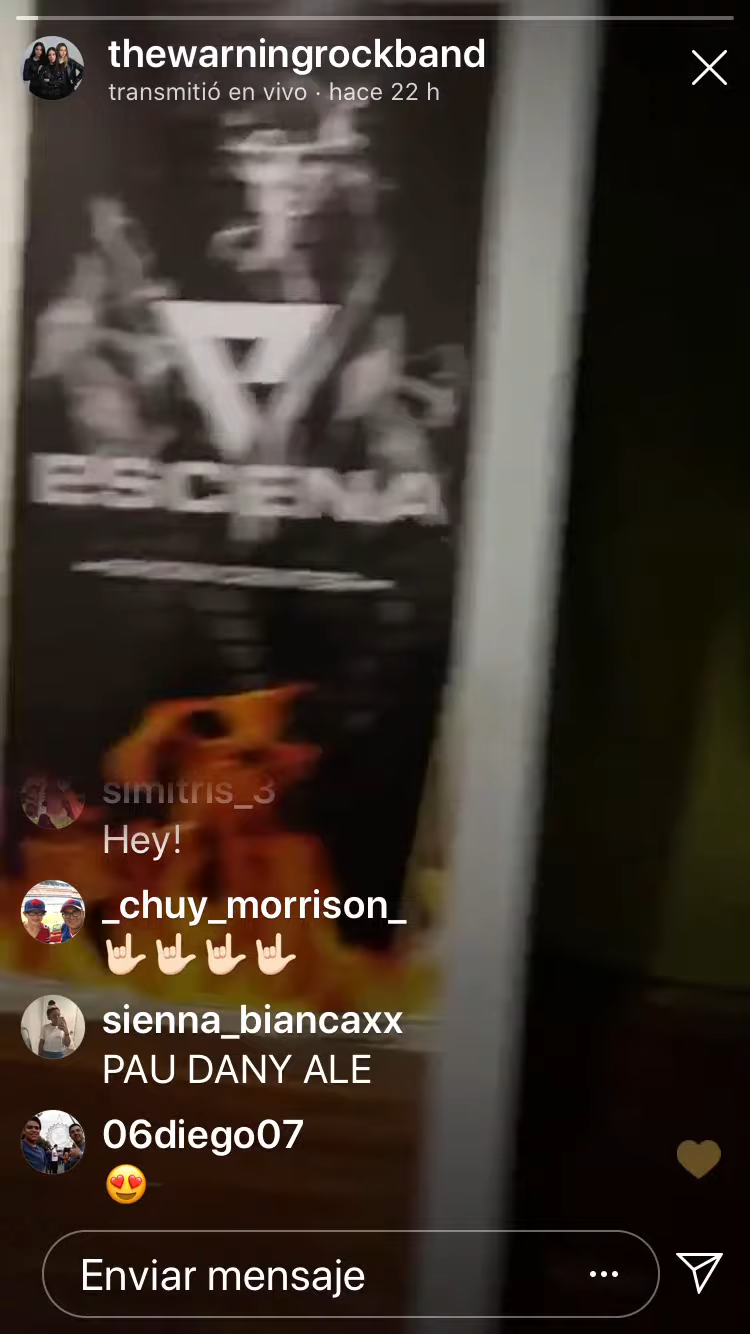 thewarningrockband
transmitió en vivo · hace 22 h
ESCENA
simitris_3
Hey!
_chuy_morrison_
🤟🏻🤟🏻🤟🏻🤟🏻
sienna_biancaxx
PAU DANY ALE
06diego07
😍
Enviar mensaje